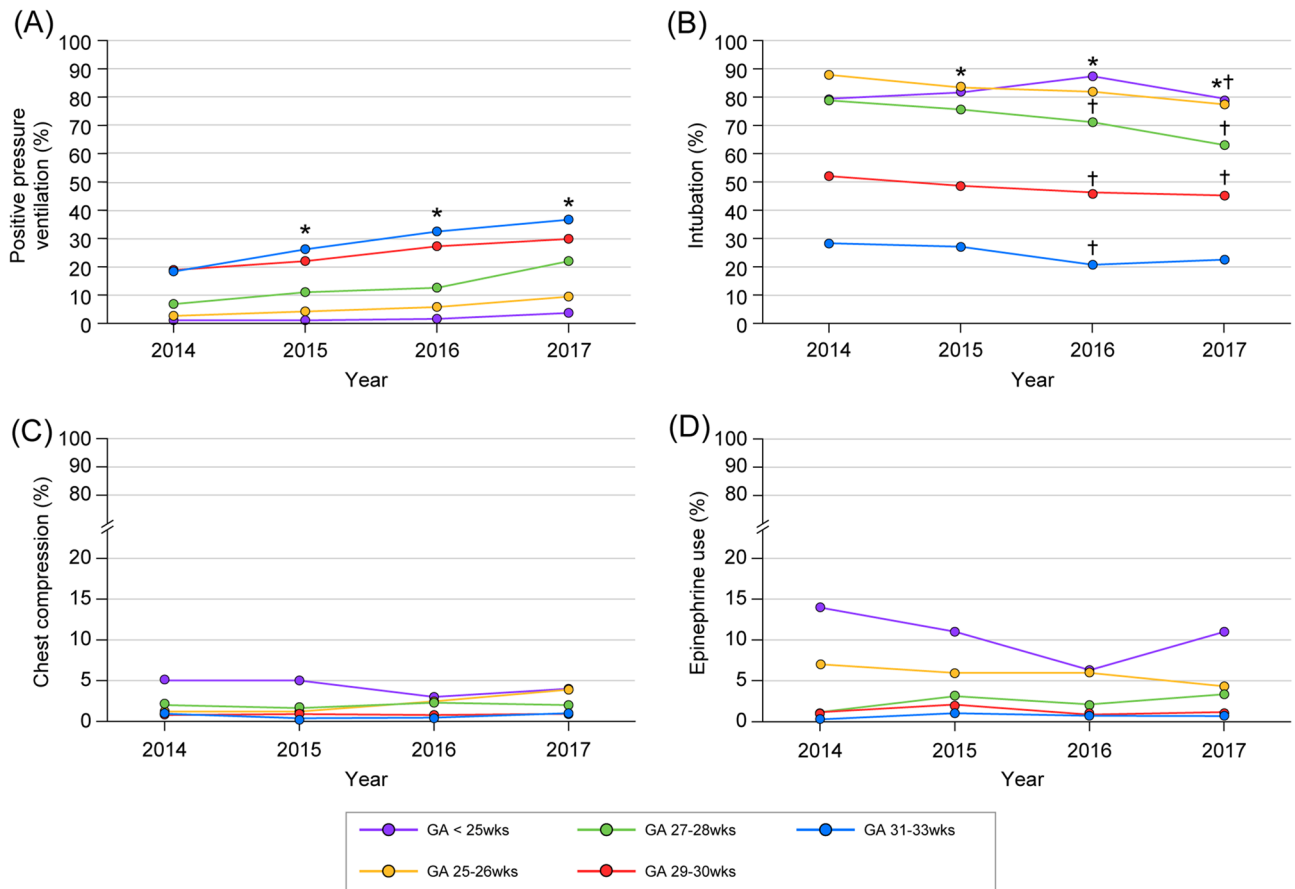 (A)
Positive pressure
ventilation (%)
100
90
80
70
60
50
40
30
20
10
0
*
*
*
2014 2015 2016 2017
Year
(B)
Intubation (%)
100
90
80
70
60
50
40
30
20
10
0
* * *†
† †
† †
†
2014 2015 2016 2017
Year
(C)
Chest compression (%)
100
90
80
20
15
10
5
0
2014 2015 2016 2017
Year
(D)
Epinephrine use (%)
100
90
80
20
15
10
5
0
2014 2015 2016 2017
Year
GA < 25wks GA 27-28wks GA 31-33wks
GA 25-26wks GA 29-30wks